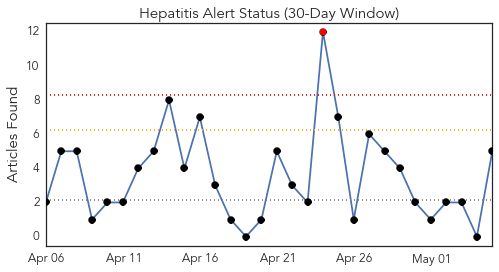 Hepatitis Alert Status (30-Day Window)
Articles Found
12
10
8
6
4
2
0
Apr 06
Apr 11
Apr 16
Apr 21
Apr 26
May 01